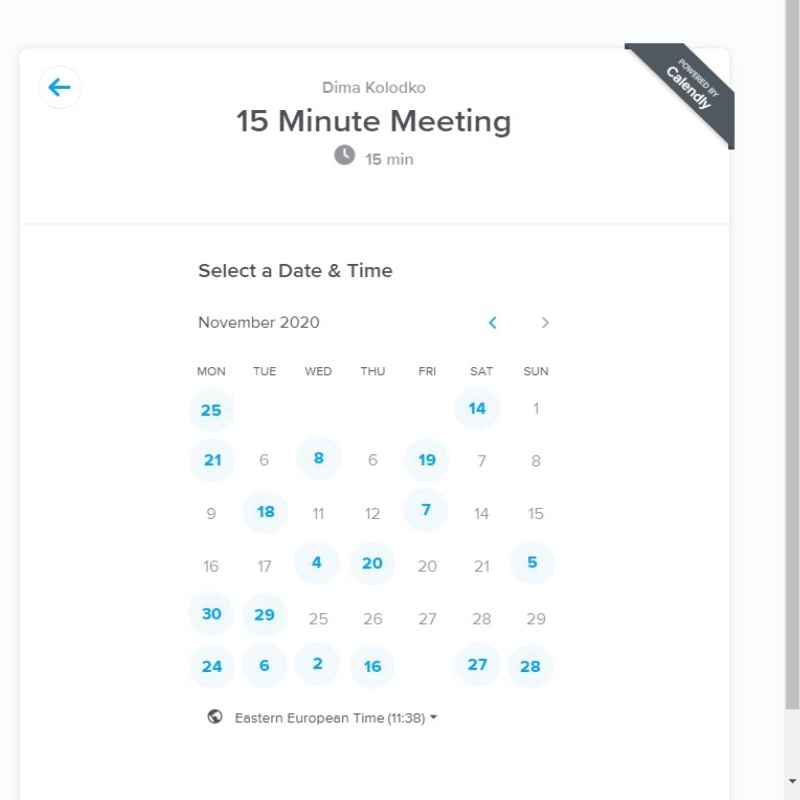 POWERED BY
Calendly
Dima Kolodko
15 Minute Meeting
15 min
Select a Date & Time
November 2020
MON TUE WED THU FRI SAT SUN
25 14 1
21 6 8 6 19 7 8
9 18 11 12 7 14 15
16 17 4 20 20 21 5
30 29 25 26 27 28 29
24 6 2 16 27 28
Eastern European Time (11:38)